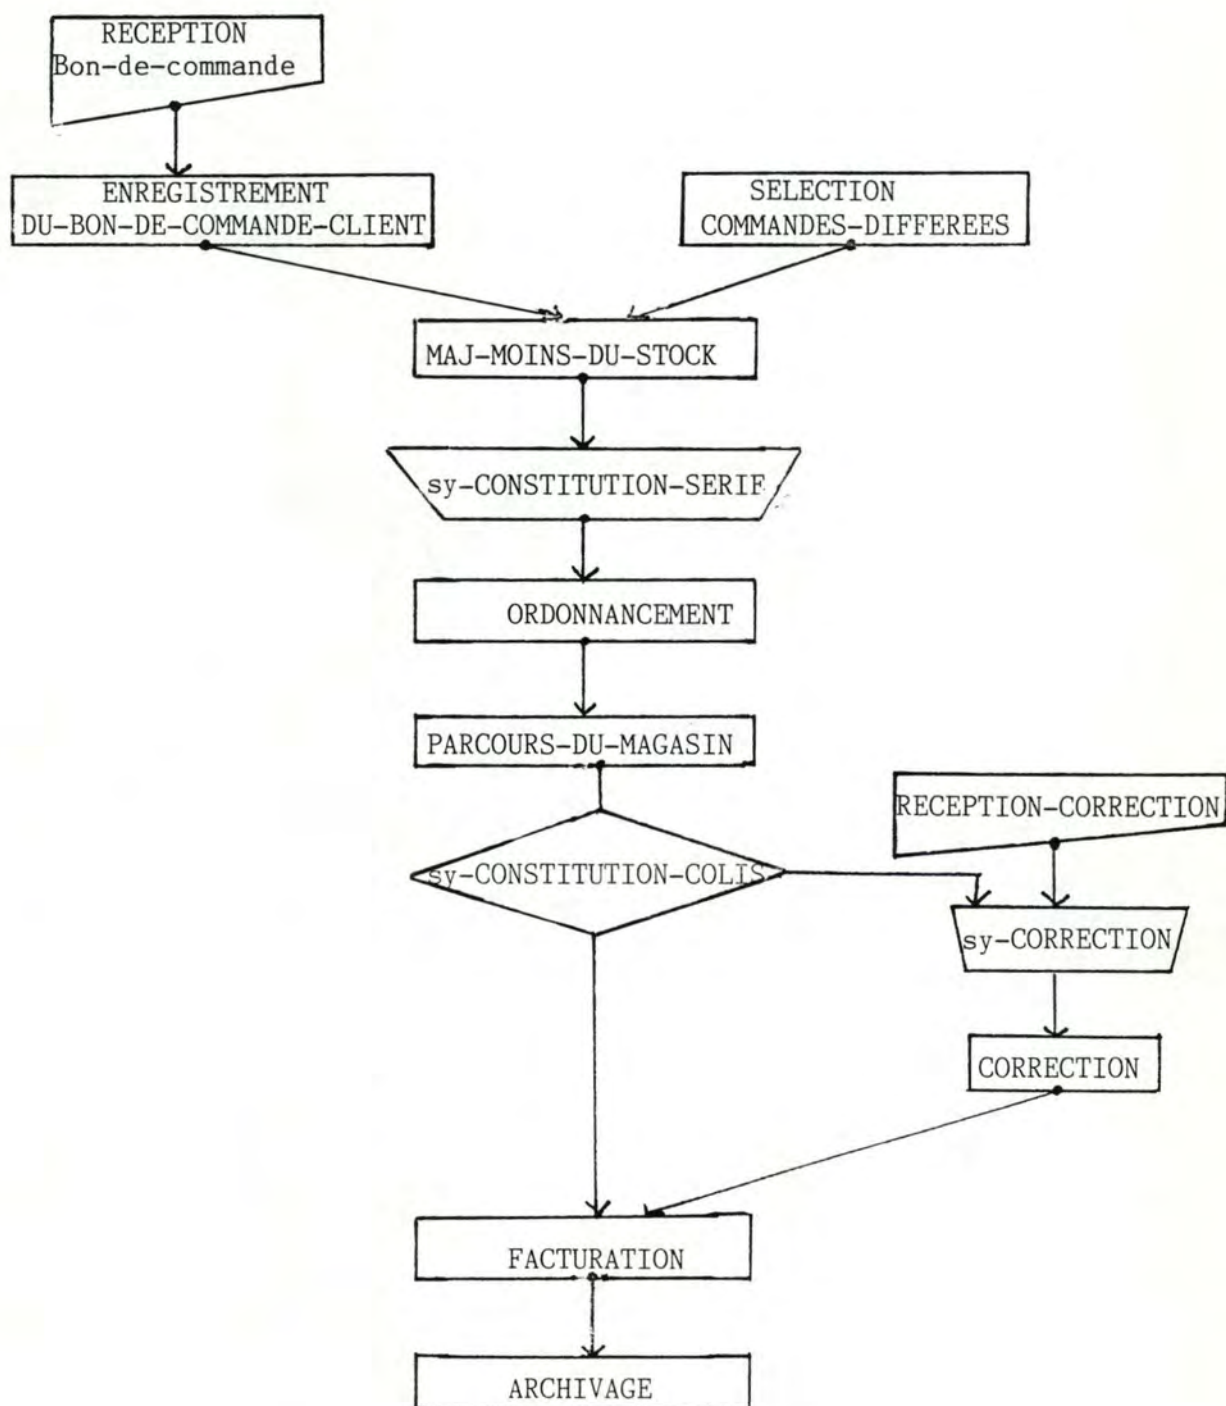 RECEPTION
Bon-de-commande
ENREGISTREMENT
DU-BON-DE-COMMANDE-CLIENT
SELECTION
COMMANDES-DIFFEREES
MAJ-MOINS-DU-STOCK
sy-CONSTITUTION-SERIF
ORDONNANCEMENT
PARCOURS-DU-MAGASIN
RECEPTION-CORRECTION
sy-CONSTITUTION-COLIS
sy-CORRECTION
CORRECTION
FACTURATION
ARCHIVAGE